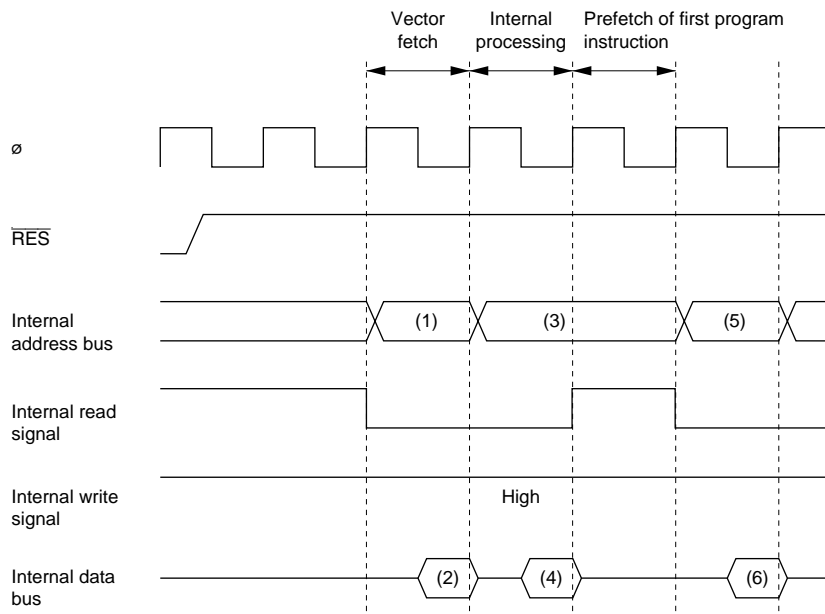 Vector
fetch
Internal
processing
Prefetch of first program
instruction
ø
RES
Internal
address bus
(1)
(3)
(5)
Internal read
signal
Internal write
signal
High
Internal data
bus
(2)
(4)
(6)